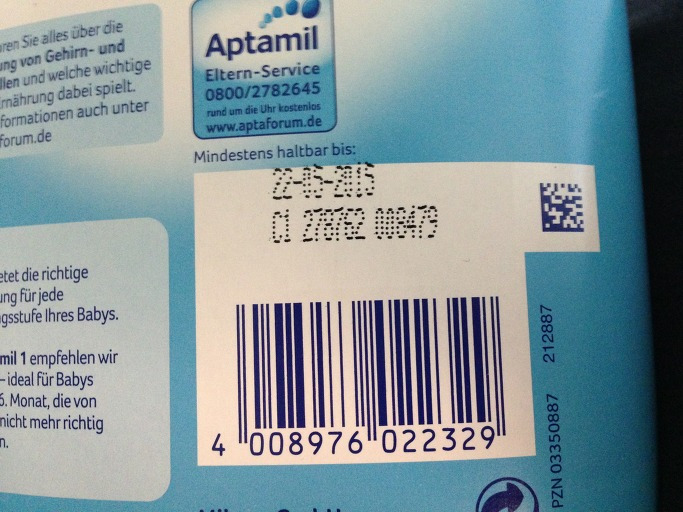 ren Sie alles über die
ung von Gehirn- und
llen und welche wichtige
rnährung dabei spielt.
formationen auch unter
forum.de
Aptamil
Eltern-Service
0800/2782645
rund um die Uhr kostenlos
www.aptaforum.de
Mindestens haltbar bis:
22-05-2015
C1 278762 008479
etet die richtige
ung für jede
gsstufe Ihres Babys.
mil 1 empfehlen wir
– ideal für Babys
6. Monat, die von
nicht mehr richtig
n.
4 008976 022329
PZN 03350887 212887